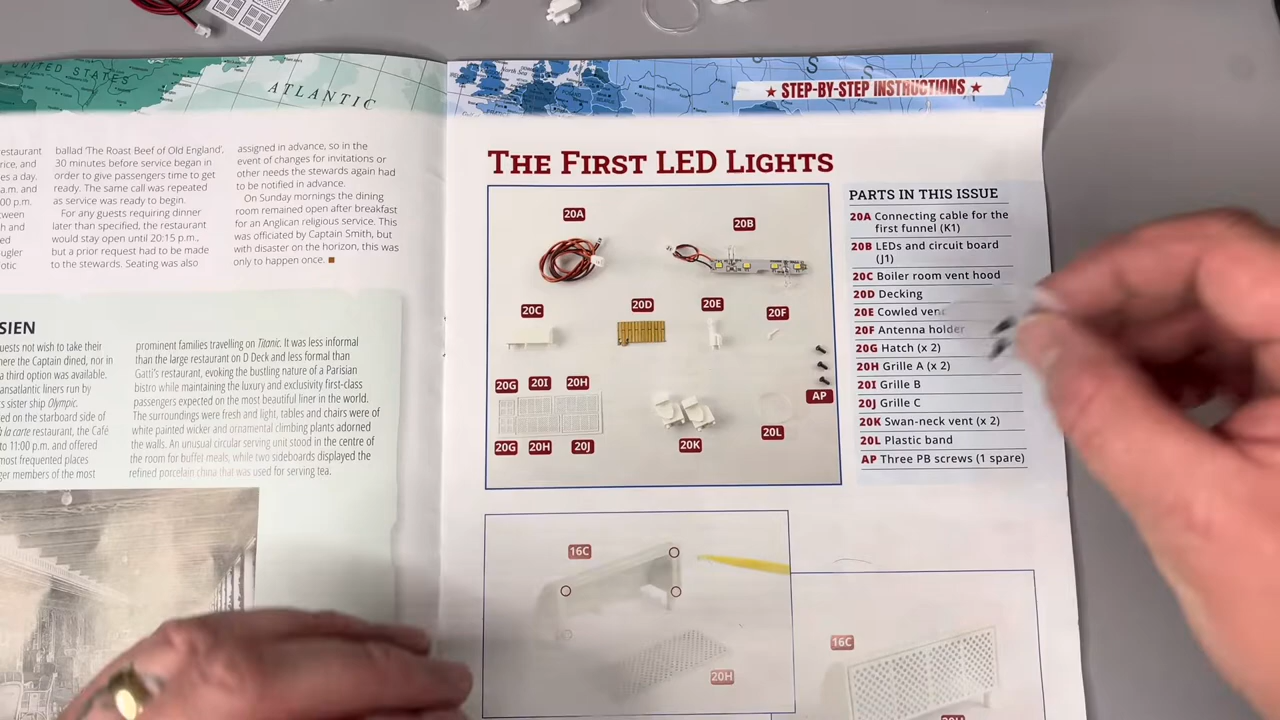 UNITED STATES
ATLANTIC
North Sea
S
S
★ STEP-BY-STEP INSTRUCTIONS ★
estaurant
rice, and
es a day.
a.m. and
00 p.m.
ween
h and
ed
ugler
otic
ballad 'The Roast Beef of Old England',
30 minutes before service began in
order to give passengers time to get
ready. The same call was repeated
as service was ready to begin.
For any guests requiring dinner
later than specified, the restaurant
would stay open until 20:15 p.m.,
but a prior request had to be made
to the stewards. Seating was also
assigned in advance, so in the
event of changes for invitations or
other needs the stewards again had
to be notified in advance.
On Sunday mornings the dining
room remained open after breakfast
for an Anglican religious service. This
was officiated by Captain Smith, but
with disaster on the horizon, this was
only to happen once. ■
SIEN
uests not wish to take their
here the Captain dined, nor in
a third option was available.
ansatlantic liners run by
s sister ship Olympic.
ed on the starboard side of
à la carte restaurant, the Café
to 11:00 p.m. and offered
most frequented places
ger members of the most
prominent families travelling on Titanic. It was less informal
than the large restaurant on D Deck and less formal than
Gatti's restaurant, evoking the bustling nature of a Parisian
bistro while maintaining the luxury and exclusivity first-class
passengers expected on the most beautiful liner in the world.
The surroundings were fresh and light, tables and chairs were of
white painted wicker and ornamental climbing plants adorned
the walls. An unusual circular serving unit stood in the centre of
the room for buffet meals, while two sideboards displayed the
refined porcelain china that was used for serving tea.
THE FIRST LED LIGHTS
20A
20B
20C
20D
20E
20F
20G
20I
20H
AP
20G
20H
20J
20K
20L
PARTS IN THIS ISSUE
20A Connecting cable for the
first funnel (K1)
20B LEDs and circuit board
(J1)
20C Boiler room vent hood
20D Decking
20E Cowled vent
20F Antenna holder
20G Hatch (x 2)
20H Grille A (x 2)
20I Grille B
20J Grille C
20K Swan-neck vent (x 2)
20L Plastic band
AP Three PB screws (1 spare)
16C
20H
16C
20H